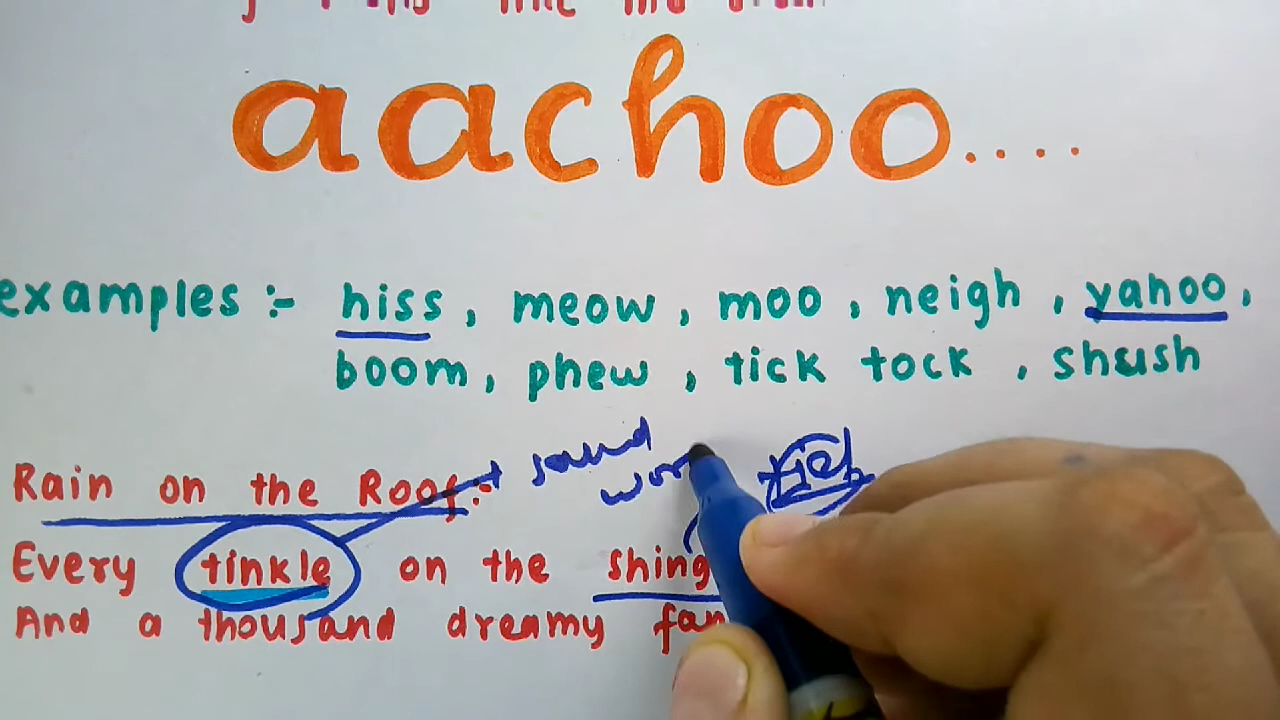 aachoo....
examples :- hiss, meow, moo, neigh, yahoo,
boom, phew, tick tock, shush
sound
Rain on the Roof:-
Every tinkle on the shing
And a thousand dreamy fan